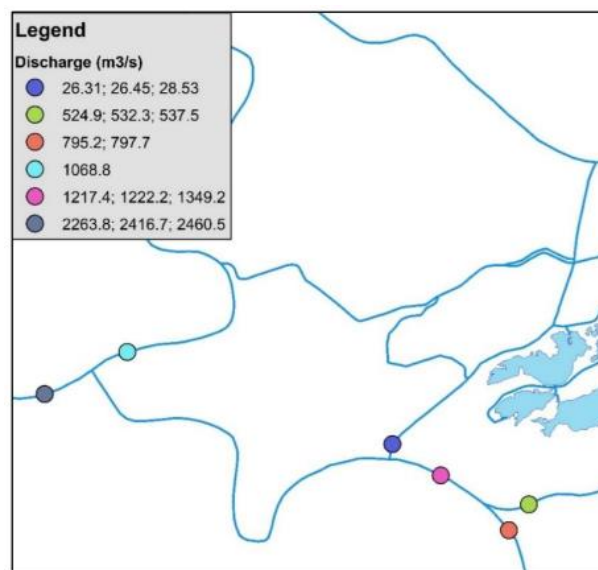 Legend
Discharge (m3/s)
26.31; 26.45; 28.53
524.9; 532.3; 537.5
795.2; 797.7
1068.8
1217.4; 1222.2; 1349.2
2263.8; 2416.7; 2460.5